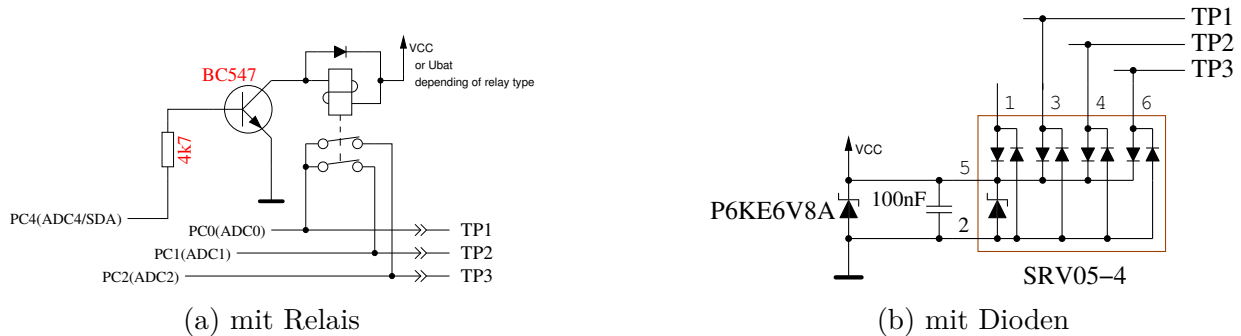 BC547
4k7
VCC
or Ubat
depending of relay type
PC4(ADC4/SDA)
PC0(ADC0)
TP1
PC1(ADC1)
TP2
PC2(ADC2)
TP3
(a) mit Relais
TP1
TP2
TP3
1 3 4 6
VCC
5
P6KE6V8A
100nF
2
SRV05−4
(b) mit Dioden